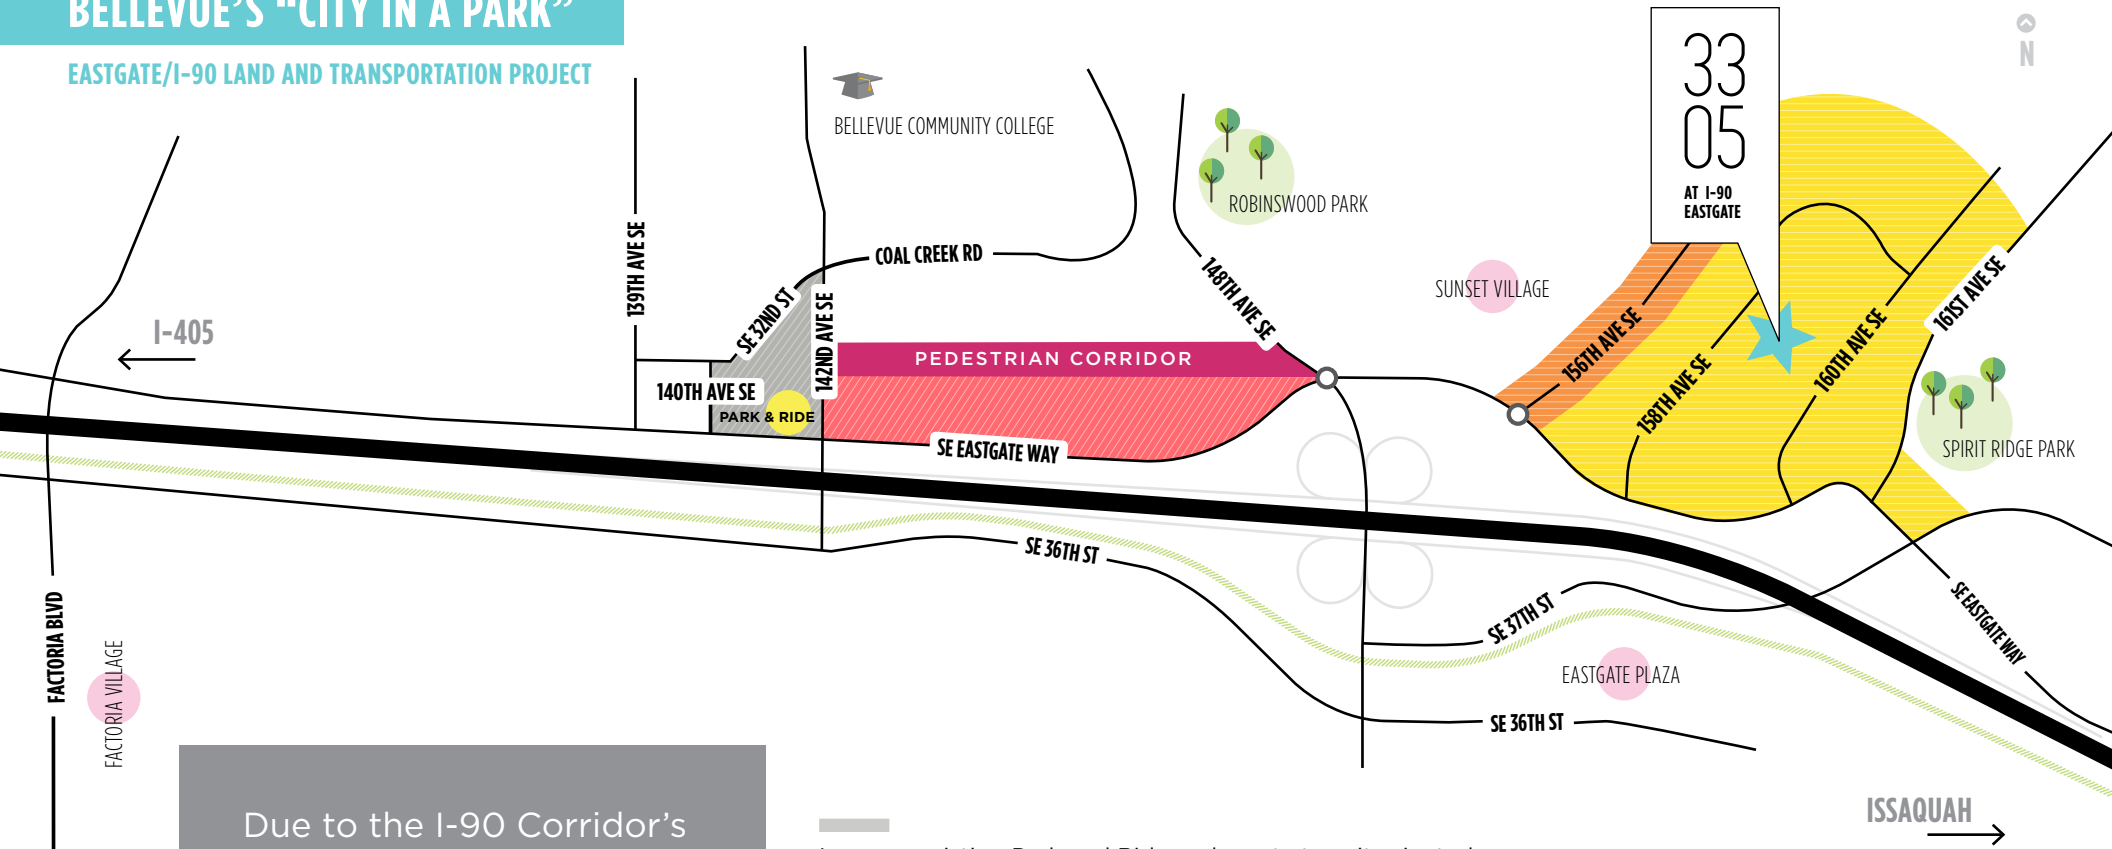 BELLEVUE'S "CITY IN A PARK"
EASTGATE/I-90 LAND AND TRANSPORTATION PROJECT
N
33
05
AT I-90
EASTGATE
BELLEVUE COMMUNITY COLLEGE
ROBINSWOOD PARK
COAL CREEK RD
139TH AVE SE
148TH AVE SE
SUNSET VILLAGE
161ST AVE SE
I-405
SE 32ND ST
142ND AVE SE
PEDESTRIAN CORRIDOR
156TH AVE SE
158TH AVE SE
160TH AVE SE
140TH AVE SE
PARK & RIDE
SE EASTGATE WAY
SPIRIT RIDGE PARK
SE 36TH ST
SE 37TH ST
SE EASTGATE WAY
FACTORIA BLVD
FACTORIA VILLAGE
EASTGATE PLAZA
SE 36TH ST
ISSAQUAH
Due to the I-90 Corridor's